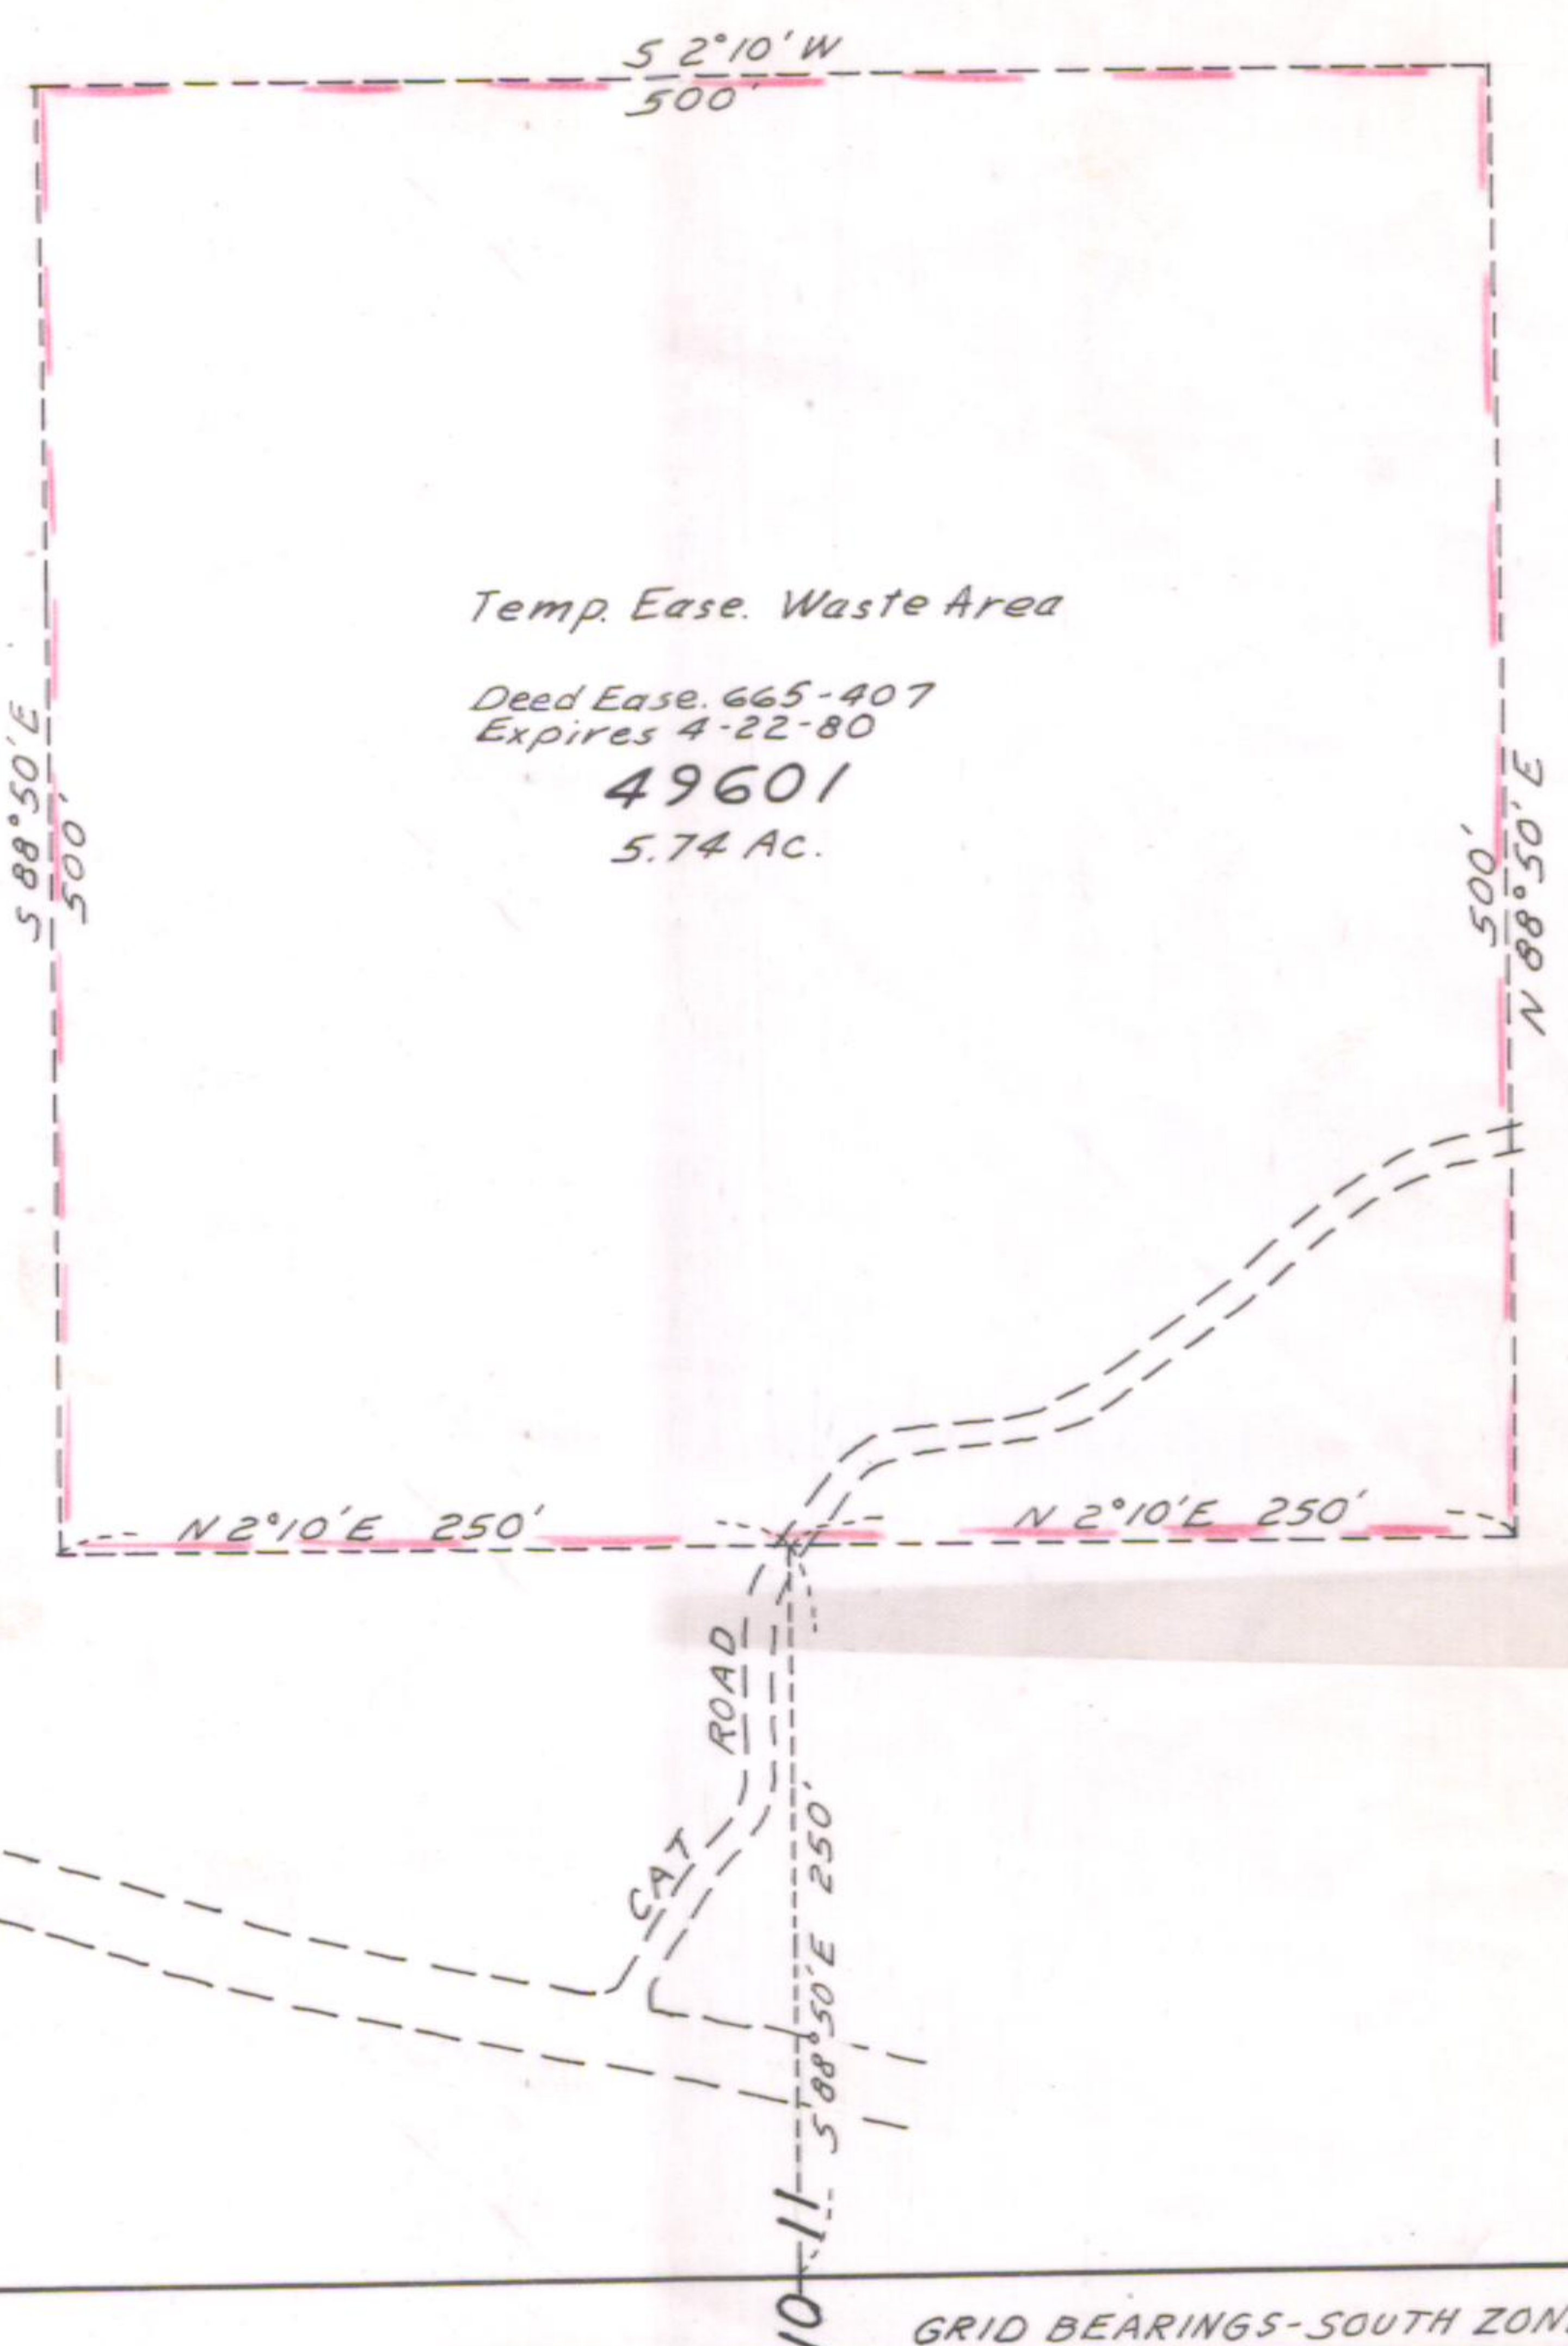 S 2°10' W
500'
Temp. Ease. Waste Area
Deed Ease. 665-407
Expires 4-22-80
49601
5.74 Ac.
S 88°50' E
500'
500'
N 88°50' E
N 2°10' E 250'
N 2°10' E 250'
ROAD
CAT
S 88°50' E 250'
11
10
GRID BEARINGS-SOUTH ZON